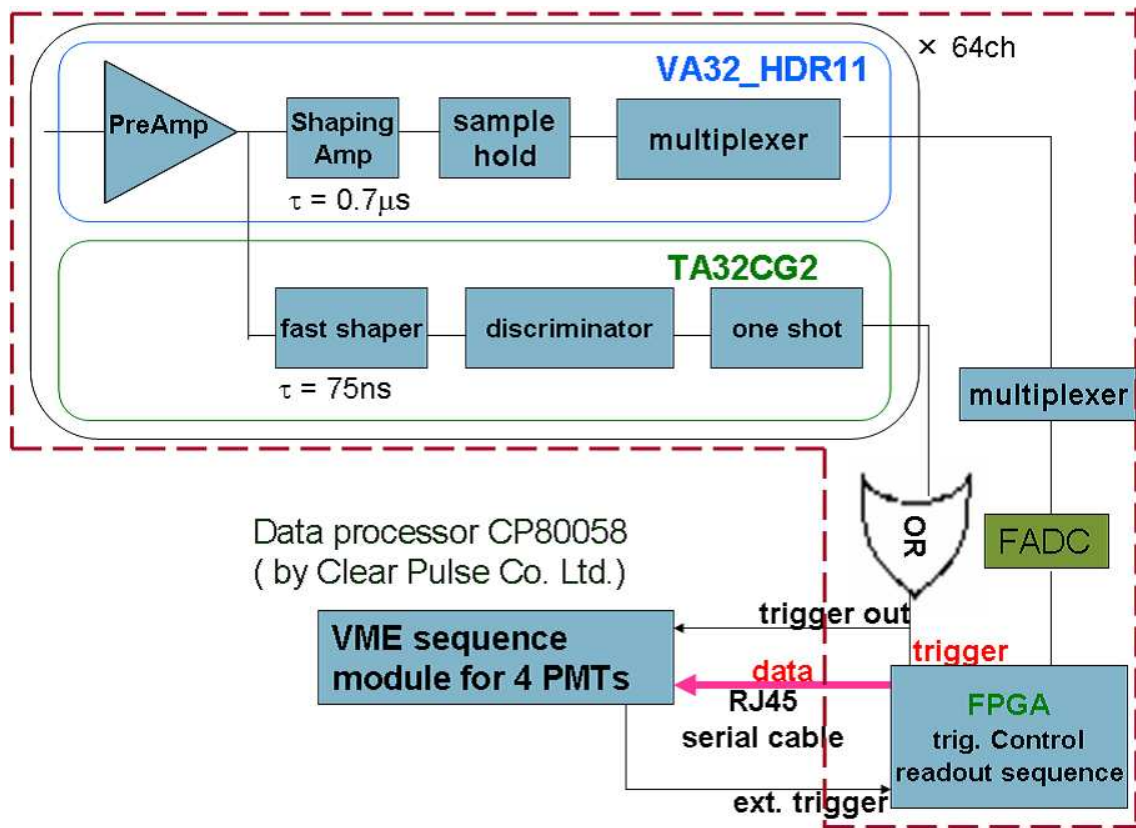 VA32_HDR11
× 64ch
PreAmp
Shaping
Amp
sample
hold
multiplexer
τ = 0.7μs
TA32CG2
fast shaper
discriminator
one shot
τ = 75ns
multiplexer
OR
FADC
Data processor CP80058
( by Clear Pulse Co. Ltd.)
trigger out
VME sequence
module for 4 PMTs
trigger
data
RJ45
serial cable
FPGA
trig. Control
readout sequence
ext. trigger